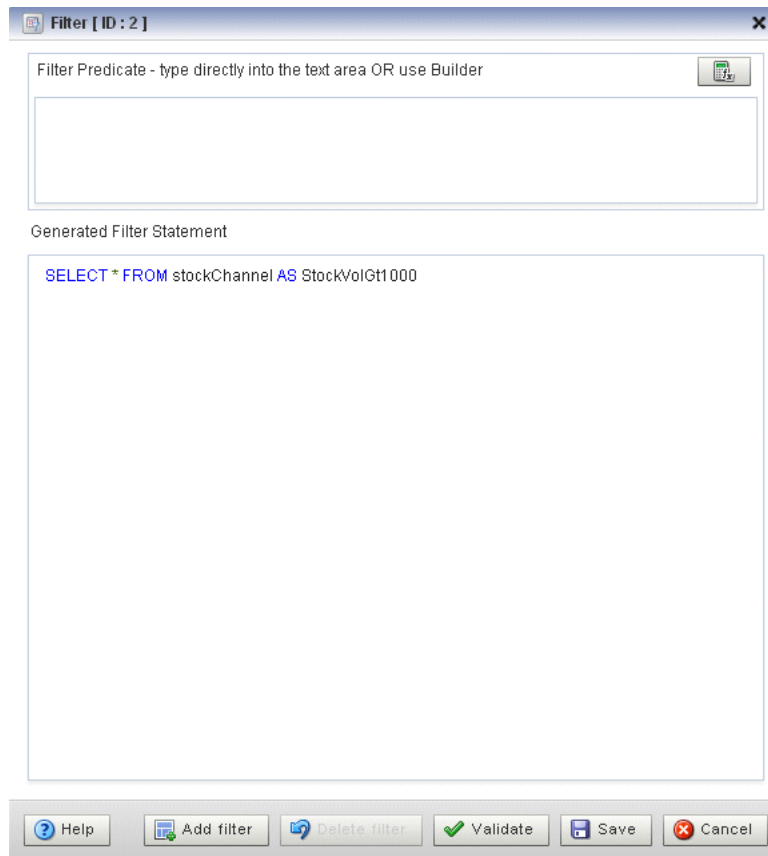 Filter [ ID : 2 ]
Filter Predicate - type directly into the text area OR use Builder
Generated Filter Statement
SELECT * FROM stockChannel AS StockVolGt1000
Help Add filter Delete filter Validate Save Cancel